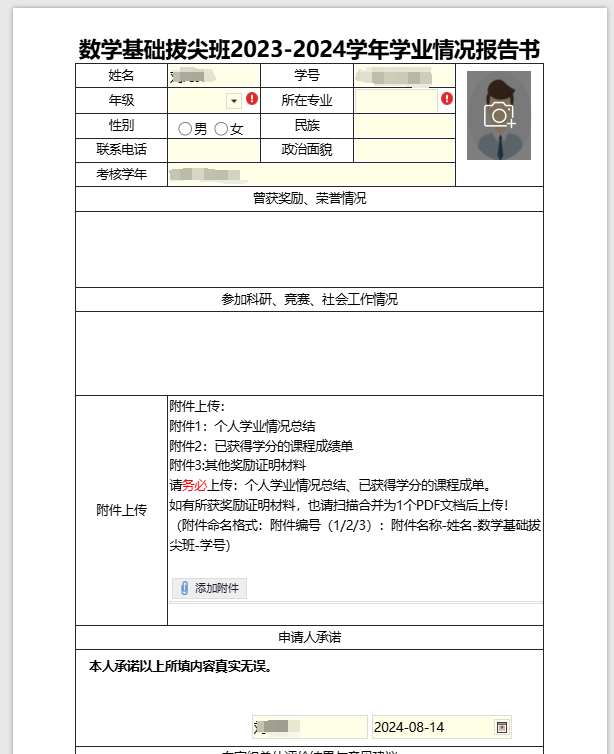 数学基础拔尖班2023-2024学年学业情况报告书
姓名 学号
年级 所在专业
性别 男 女 民族
联系电话 政治面貌
考核学年
曾获奖励、荣誉情况
参加科研、竞赛、社会工作情况
附件上传
附件上传：
附件1：个人学业情况总结
附件2：已获得学分的课程成绩单
附件3:其他奖励证明材料
请务必上传：个人学业情况总结、已获得学分的课程成单。
如有所获奖励证明材料，也请扫描合并为1个PDF文档后上传！
（附件命名格式：附件编号（1/2/3）：附件名称-姓名-数学基础拔
尖班-学号）
添加附件
申请人承诺
本人承诺以上所填内容真实无误。
2024-08-14